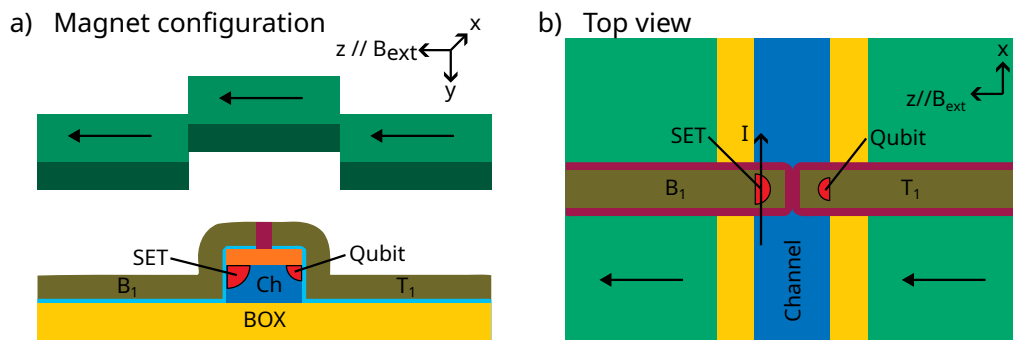 a) Magnet configuration
x
z // Bext
y
SET
Qubit
B1
Ch
T1
BOX
b) Top view
x
z//Bext
SET
I
Qubit
B1
T1
Channel